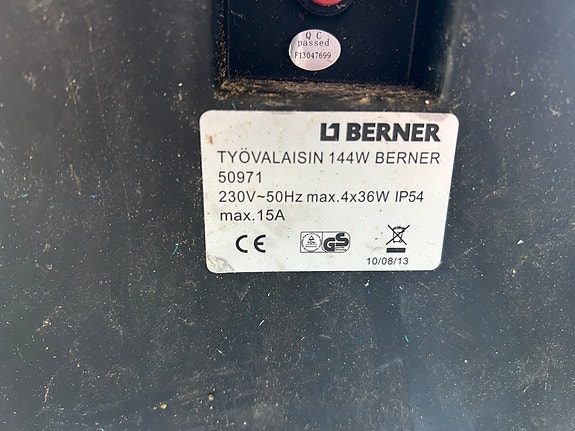 Q C
passed
F13047699
BERNER
TYÖVALAISIN 144W BERNER
50971
230V~50Hz max.4x36W IP54
max.15A
CE
GS
10/08/13